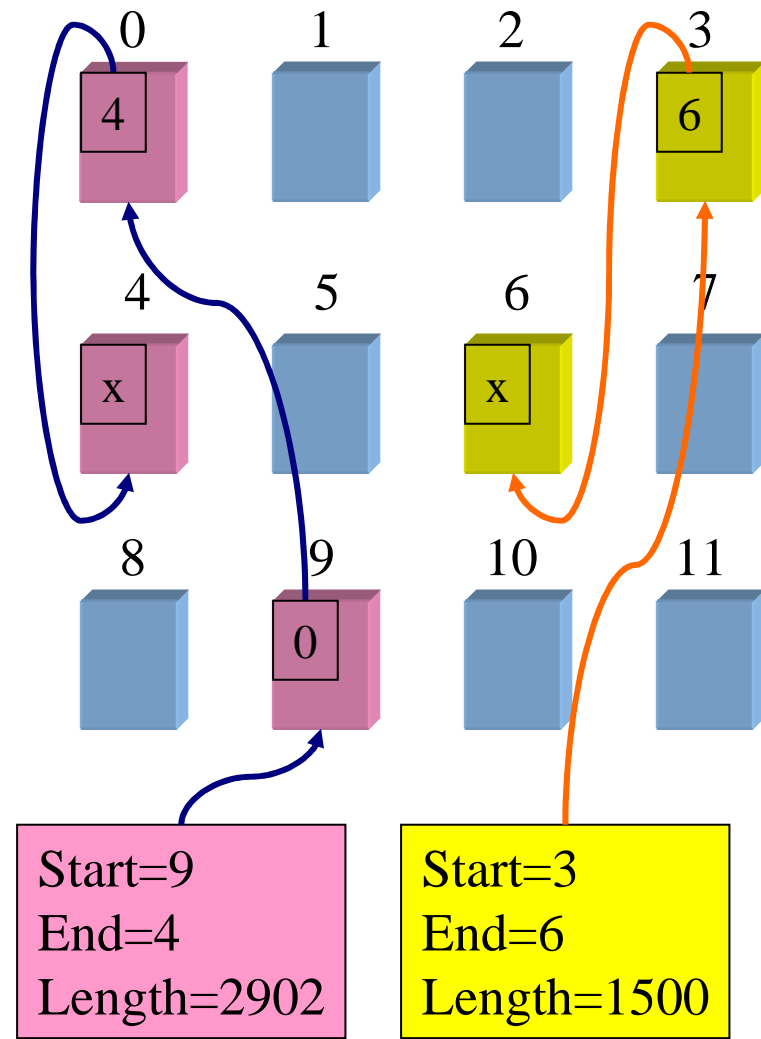 0 1 2 3
4 6
4 5 6 7
x x
8 9 10 11
0
Start=9
End=4
Length=2902
Start=3
End=6
Length=1500